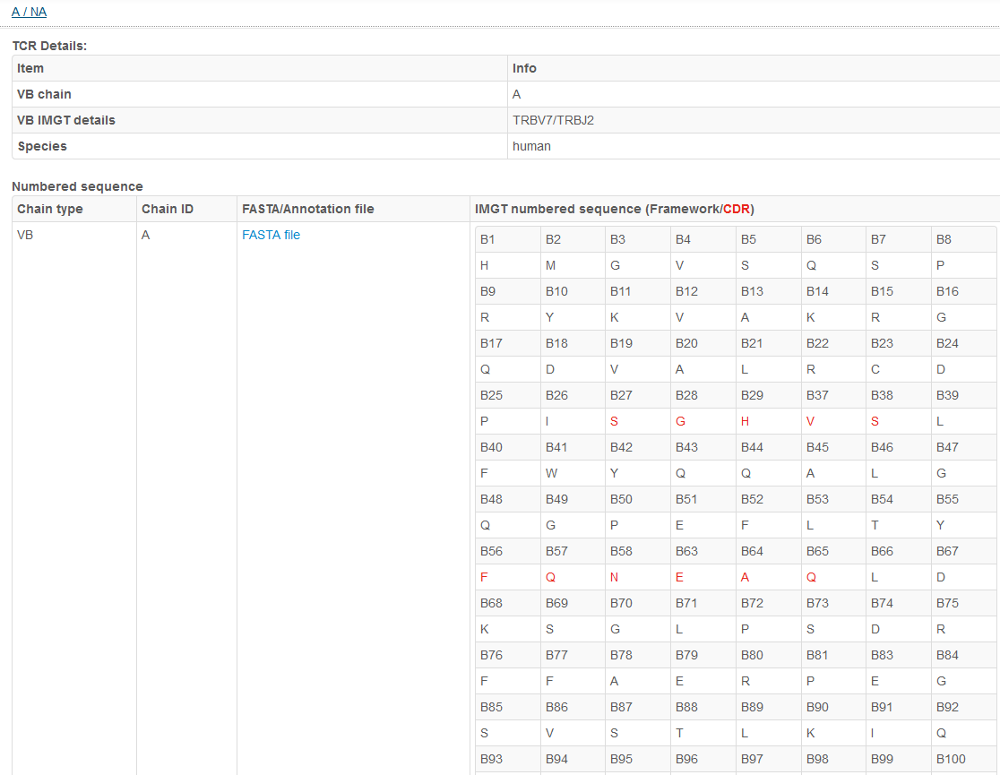 A / NA
TCR Details:
Item Info
VB chain A
VB IMGT details TRBV7/TRBJ2
Species human
Numbered sequence
Chain type Chain ID FASTA/Annotation file IMGT numbered sequence (Framework/CDR)
VB A FASTA file B1 B2 B3 B4 B5 B6 B7 B8
H M G V S Q S P
B9 B10 B11 B12 B13 B14 B15 B16
R Y K V A K R G
B17 B18 B19 B20 B21 B22 B23 B24
Q D V A L R C D
B25 B26 B27 B28 B29 B37 B38 B39
P I S G H V S L
B40 B41 B42 B43 B44 B45 B46 B47
F W Y Q Q A L G
B48 B49 B50 B51 B52 B53 B54 B55
Q G P E F L T Y
B56 B57 B58 B63 B64 B65 B66 B67
F Q N E A Q L D
B68 B69 B70 B71 B72 B73 B74 B75
K S G L P S D R
B76 B77 B78 B79 B80 B81 B83 B84
F F A E R P E G
B85 B86 B87 B88 B89 B90 B91 B92
S V S T L K I Q
B93 B94 B95 B96 B97 B98 B99 B100